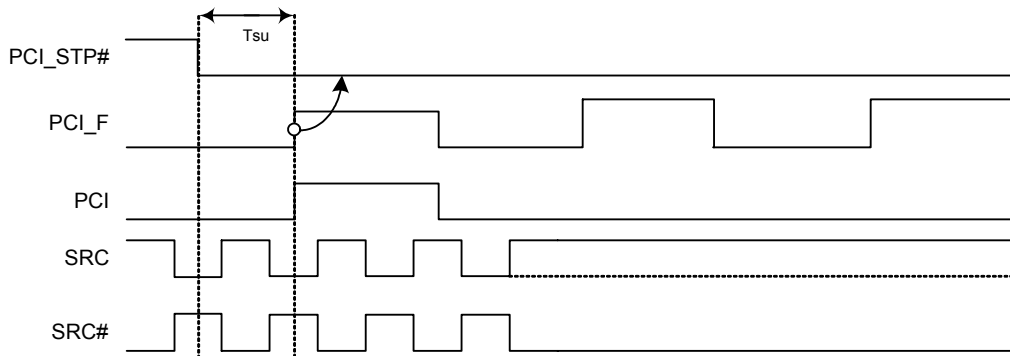 Tsu
PCI_STP#
PCI_F
PCI
SRC
SRC#